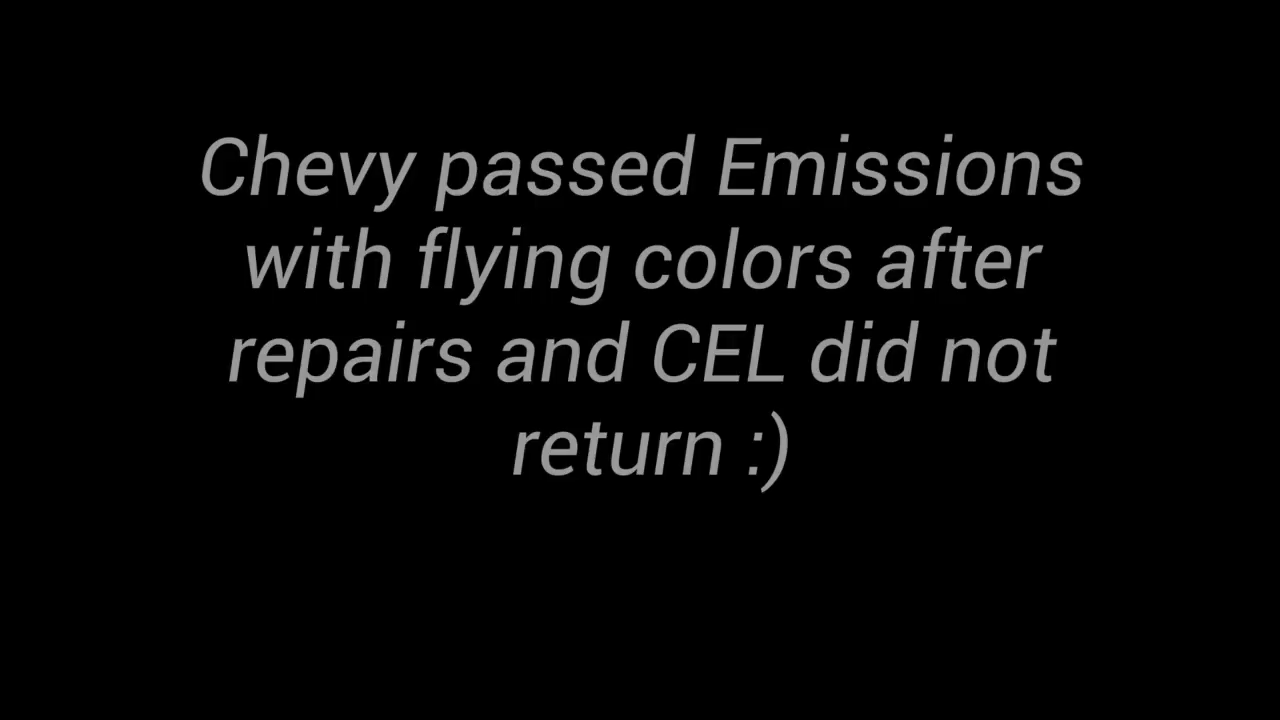 Chevy passed Emissions
with flying colors after
repairs and CEL did not
return :)